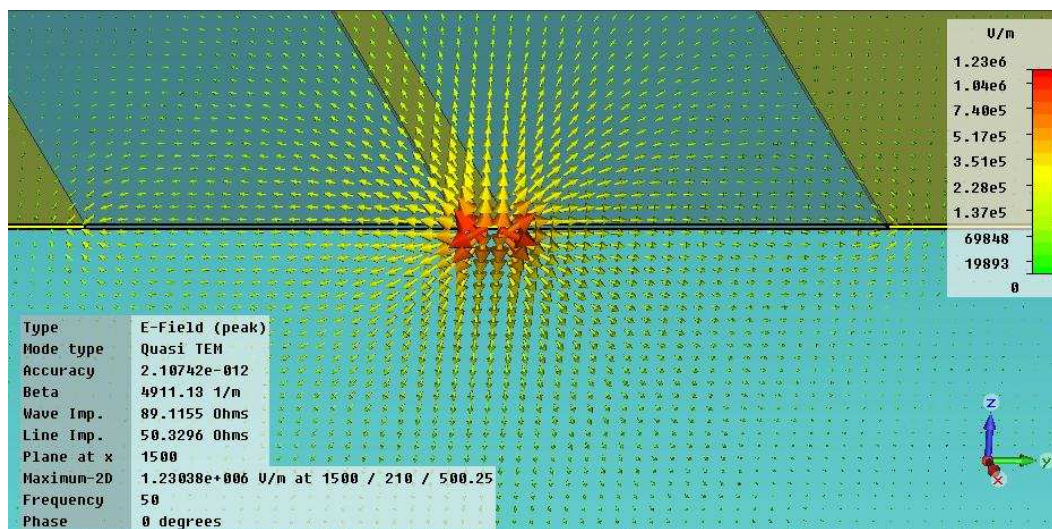 V/m
1.23e6
1.04e6
7.40e5
5.17e5
3.51e5
2.28e5
1.37e5
69848
19893
0
Type E-Field (peak)
Mode type Quasi TEM
Accuracy 2.10742e-012
Beta 4911.13 1/m
Wave Imp. 89.1155 Ohms
Line Imp. 50.3296 Ohms
Plane at x 1500
Maximum-2D 1.23038e+006 V/m at 1500 / 210 / 500.25
Frequency 50
Phase 0 degrees
z
y
x